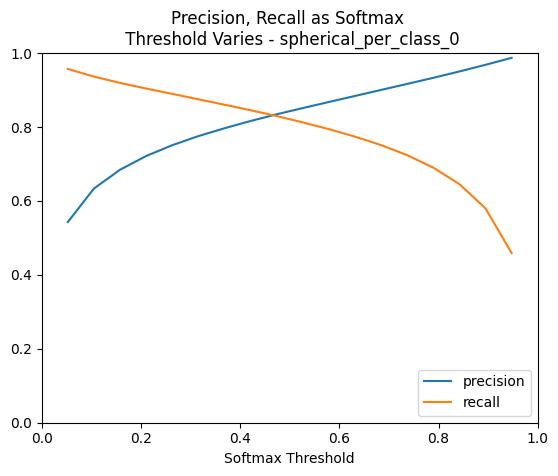 Precision, Recall as Softmax
Threshold Varies - spherical_per_class_0
1.0
0.8
0.6
0.4
0.2
0.0
0.0 0.2 0.4 0.6 0.8 1.0
Softmax Threshold
precision
recall